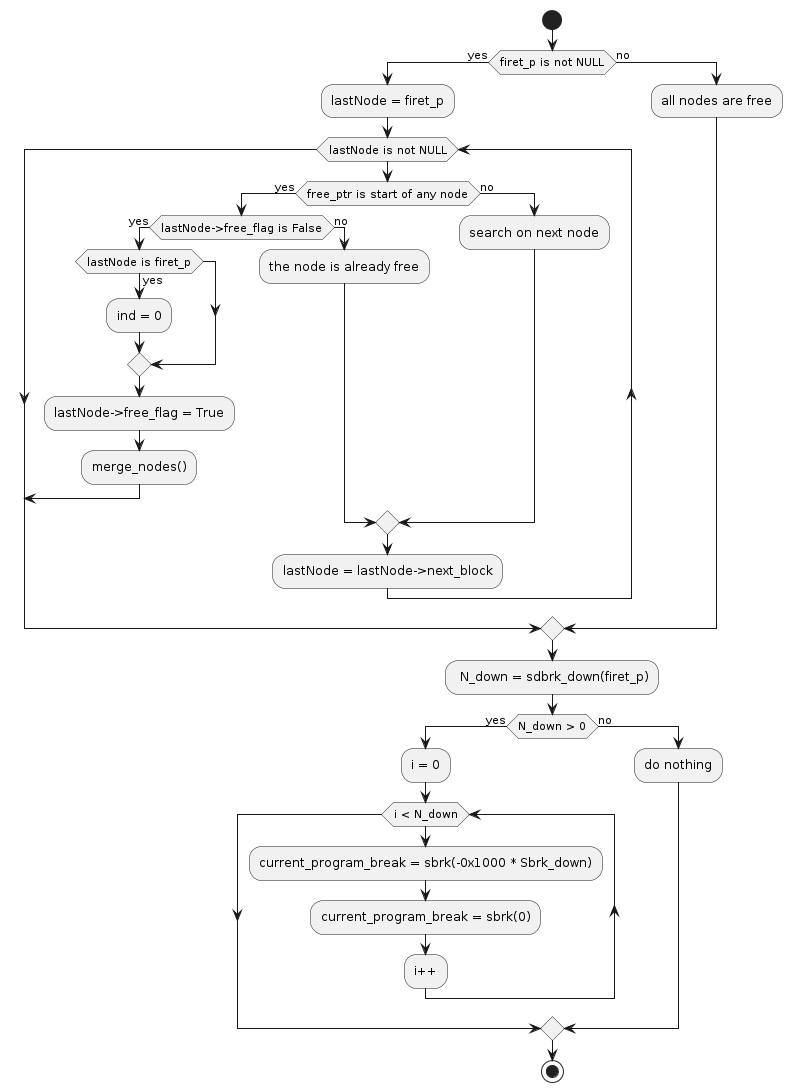 yes
firet_p is not NULL
no
lastNode = firet_p
all nodes are free
lastNode is not NULL
yes
free_ptr is start of any node
no
yes
lastNode->free_flag is False
no
search on next node
lastNode is firet_p
the node is already free
yes
ind = 0
lastNode->free_flag = True
merge_nodes()
lastNode = lastNode->next_block
N_down = sdbrk_down(firet_p)
yes
N_down > 0
no
i = 0
do nothing
i < N_down
current_program_break = sbrk(-0x1000 * Sbrk_down)
current_program_break = sbrk(0)
i++